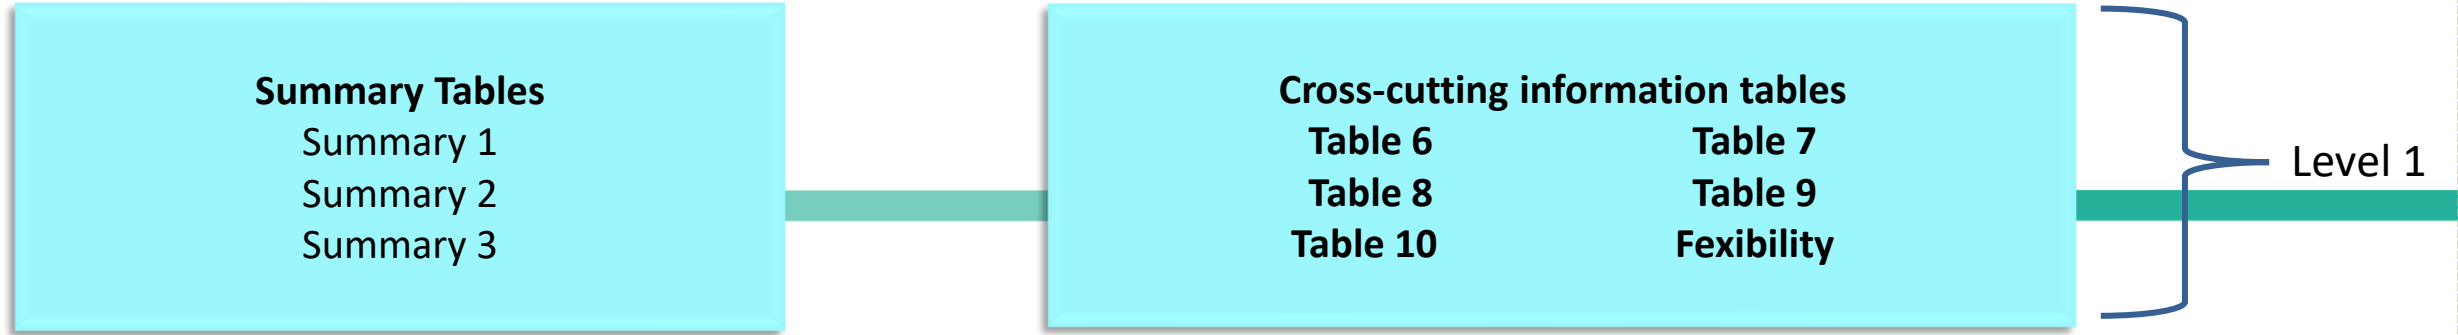 Summary Tables
Summary 1
Summary 2
Summary 3
Cross-cutting information tables
Table 6 Table 7
Table 8 Table 9
Table 10 Fexibility
Level 1